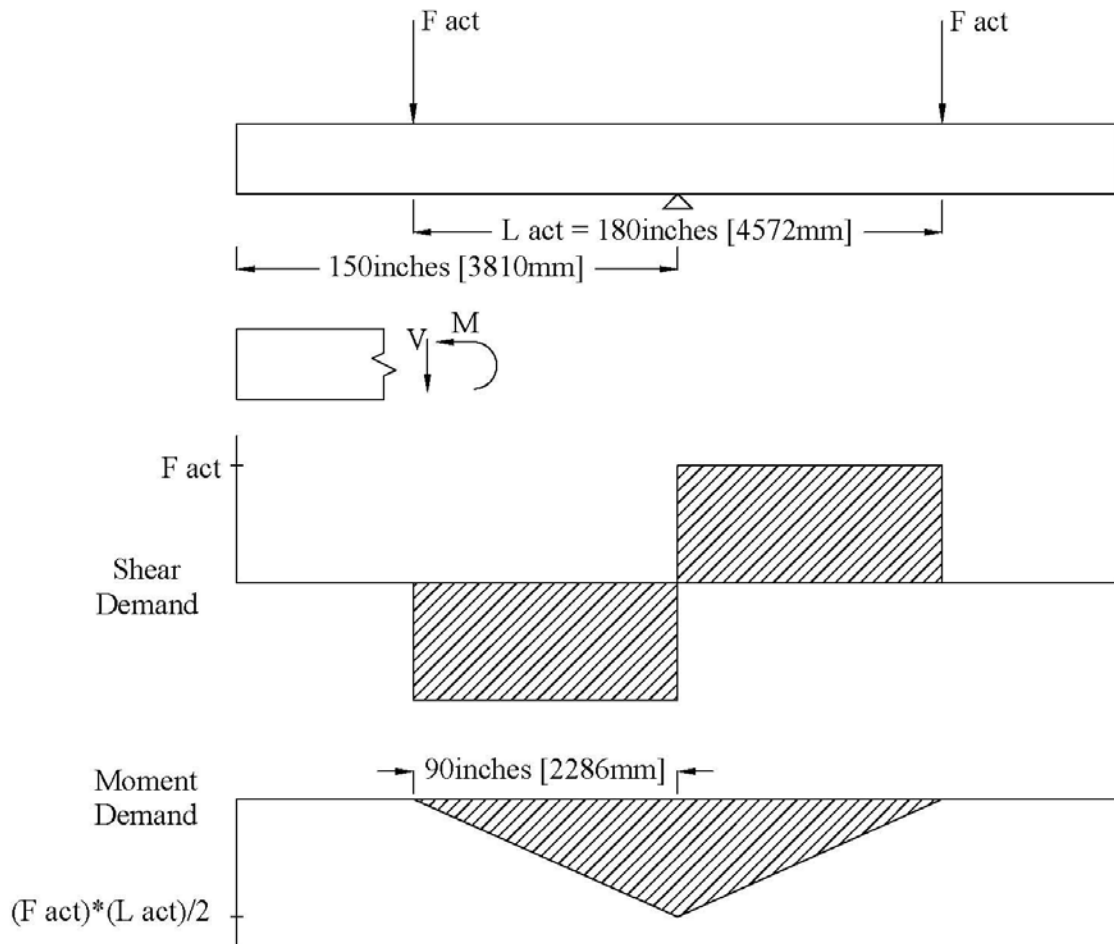 F act
F act
L act = 180inches [4572mm]
150inches [3810mm]
V
M
F act
Shear
Demand
90inches [2286mm]
Moment
Demand
(F act)*(L act)/2